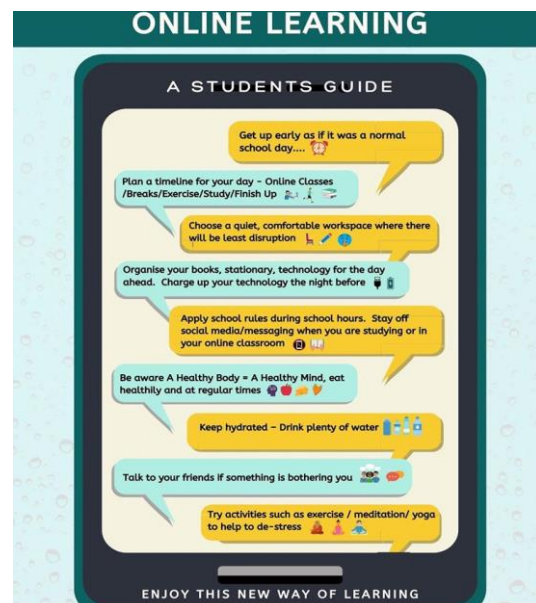 ONLINE LEARNING
A STUDENTS GUIDE
Get up early as if it was a normal
school day....
Plan a timeline for your day - Online Classes
/Breaks/Exercise/Study/Finish Up
Choose a quiet, comfortable workspace where there
will be least disruption
Organise your books, stationary, technology for the day
ahead. Charge up your technology the night before
Apply school rules during school hours. Stay off
social media/messaging when you are studying or in
your online classroom
Be aware A Healthy Body = A Healthy Mind, eat
healthily and at regular times
Keep hydrated – Drink plenty of water
Talk to your friends if something is bothering you
Try activities such as exercise / meditation/ yoga
to help to de-stress
ENJOY THIS NEW WAY OF LEARNING